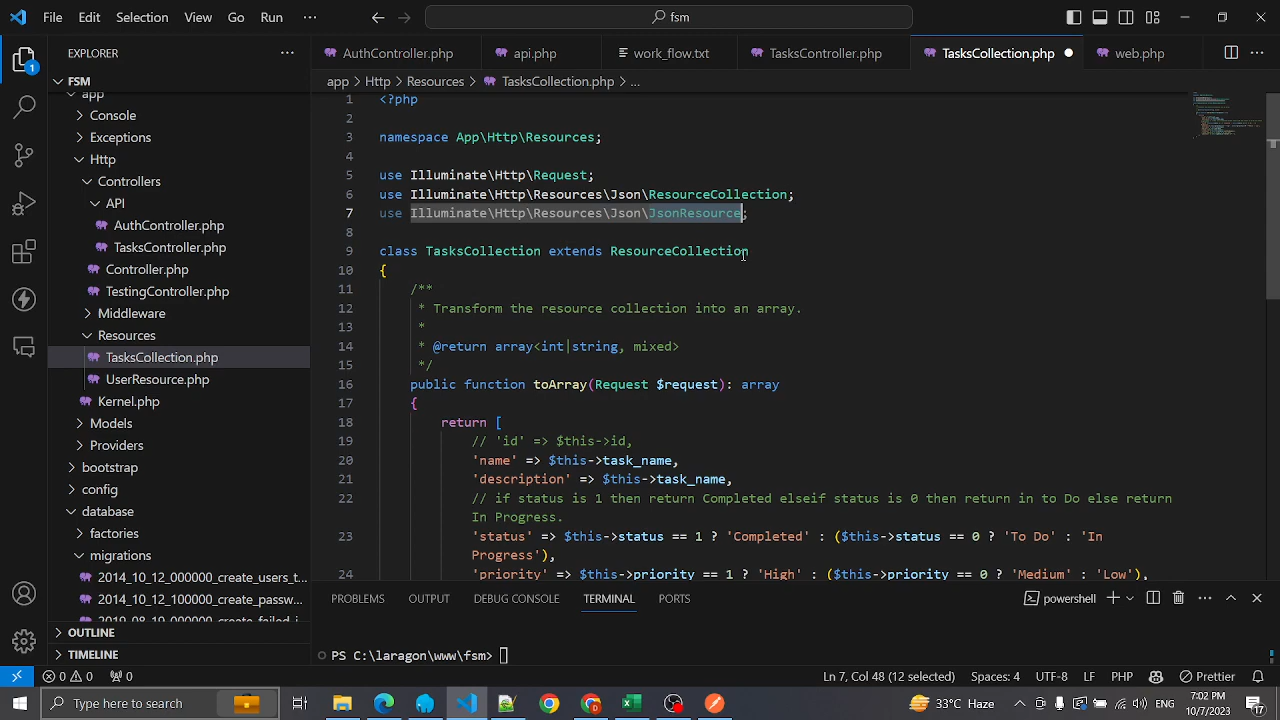 File Edit Selection View Go Run ··· fsm
EXPLORER ···
AuthController.php api.php work_flow.txt TasksController.php TasksCollection.php web.php ···
FSM
app > Http > Resources > TasksCollection.php > ...
app
Console
Exceptions
Http
Controllers
API
AuthController.php
TasksController.php
Controller.php
TestingController.php
Middleware
Resources
TasksCollection.php
UserResource.php
Kernel.php
Models
Providers
bootstrap
config
database
factories
migrations
2014_10_12_000000_create_users_t...
2014_10_12_100000_create_passw...
OUTLINE
TIMELINE
1 <?php
2
3 namespace App\Http\Resources;
4
5 use Illuminate\Http\Request;
6 use Illuminate\Http\Resources\Json\ResourceCollection;
7 use Illuminate\Http\Resources\Json\JsonResource;
8
9 class TasksCollection extends ResourceCollection
10 {
11 /**
12 * Transform the resource collection into an array.
13 *
14 * @return array<int|string, mixed>
15 */
16 public function toArray(Request $request): array
17 {
18 return [
19 // 'id' => $this->id,
20 'name' => $this->task_name,
21 'description' => $this->task_name,
22 // if status is 1 then return Completed elseif status is 0 then return in to Do else return
In Progress.
23 'status' => $this->status == 1 ? 'Completed' : ($this->status == 0 ? 'To Do' : 'In
Progress'),
24 'priority' => $this->priority == 1 ? 'High' : ($this->priority == 0 ? 'Medium' : 'Low'),
PROBLEMS OUTPUT DEBUG CONSOLE TERMINAL PORTS powershell ···
PS C:\laragon\www\fsm>
0 0 0 Ln 7, Col 48 (12 selected) Spaces: 4 UTF-8 LF PHP Prettier
Type here to search 33°C Haze 7:02 PM
10/7/2023
1